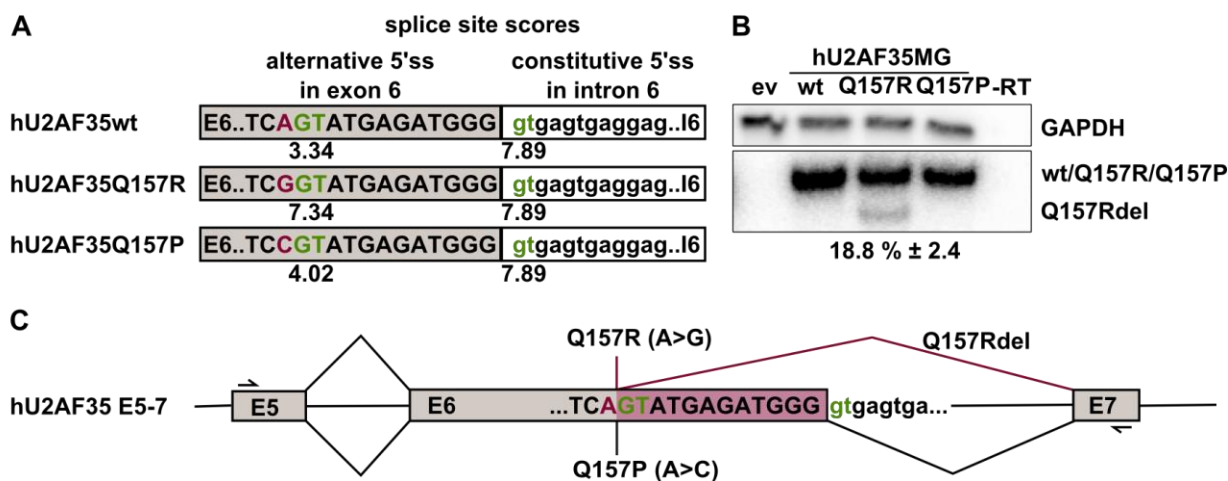 A
splice site scores
alternative 5'ss in exon 6
constitutive 5'ss in intron 6
hU2AF35wt
E6..TCAGTATGAGATGGG gtgagtgaggag..I6
3.34 7.89
hU2AF35Q157R
E6..TCGGTATGAGATGGG gtgagtgaggag..I6
7.34 7.89
hU2AF35Q157P
E6..TCCGTATGAGATGGG gtgagtgaggag..I6
4.02 7.89
B
hU2AF35MG
ev wt Q157R Q157P -RT
GAPDH
wt/Q157R/Q157P
Q157Rdel
18.8 % ± 2.4
C
Q157R (A>G)
Q157Rdel
hU2AF35 E5-7
E5 E6 ...TCAGTATGAGATGGG gtgagtga... E7
Q157P (A>C)